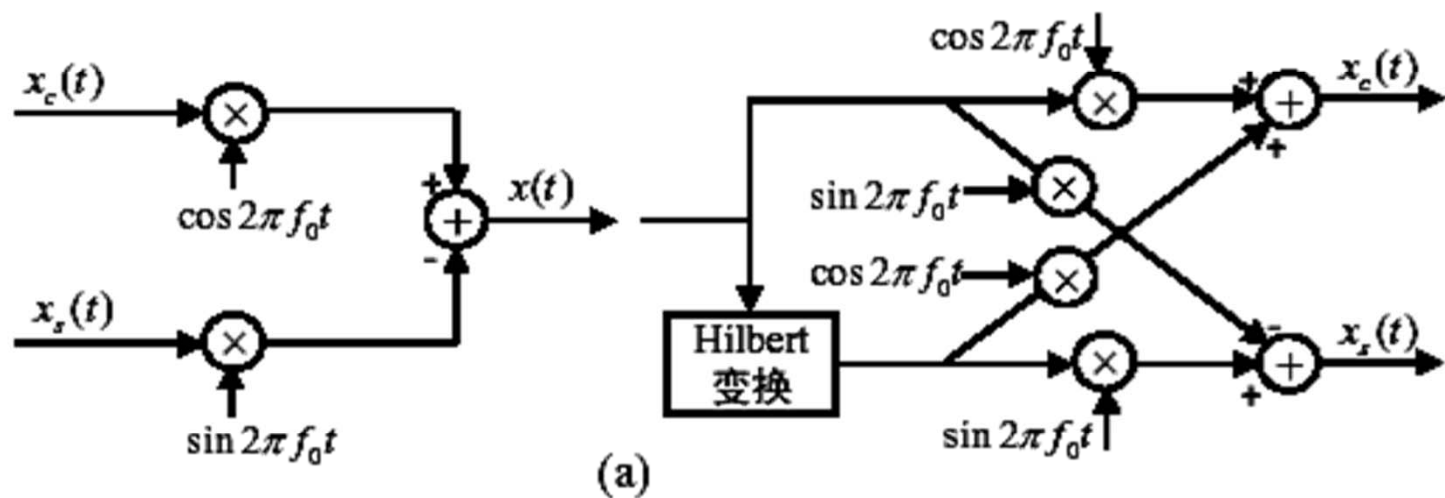 x_c(t)
cos 2π f_0 t
x_s(t)
sin 2π f_0 t
+
-
x(t)
cos 2π f_0 t
sin 2π f_0 t
cos 2π f_0 t
Hilbert
变换
sin 2π f_0 t
+
+
x_c(t)
-
+
x_s(t)
(a)